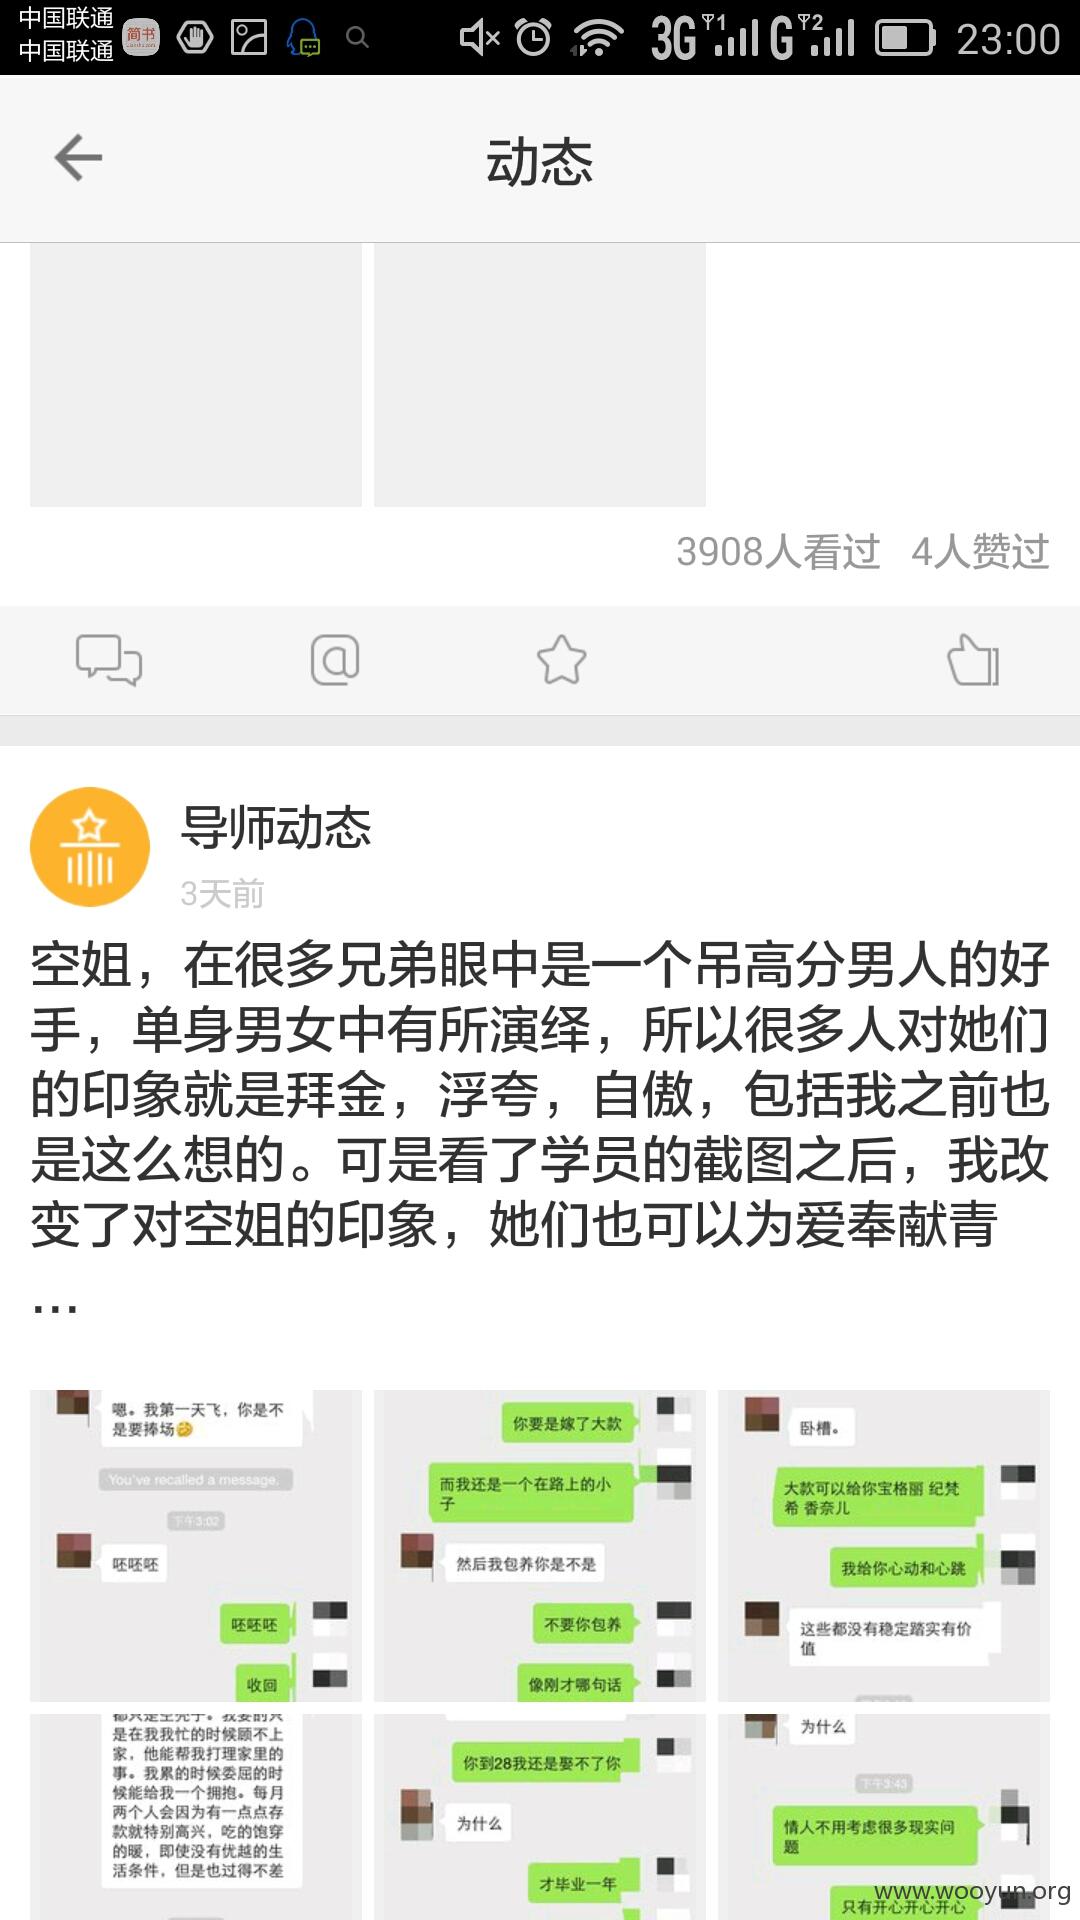 中国联通
中国联通
简书
3G 1 G 2 23:00
动态
3908人看过 4人赞过
导师动态
3天前
空姐，在很多兄弟眼中是一个吊高分男人的好
手，单身男女中有所演绎，所以很多人对她们
的印象就是拜金，浮夸，自傲，包括我之前也
是这么想的。可是看了学员的截图之后，我改
变了对空姐的印象，她们也可以为爱奉献青
...
嗯。我第一天飞，你是不
是要捧场
You've recalled a message.
下午3:02
呸呸呸
呸呸呸
收回
你要是嫁了大款
而我还是一个在路上的小
子
然后我包养你是不是
不要你包养
像刚才哪句话
卧槽。
大款可以给你宝格丽 纪梵
希 香奈儿
我给你心动和心跳
这些都没有稳定踏实有价
值
都只是空壳子。我要的只
是在我我忙的时候顾不上
家，他能帮我打理家里的
事。我累的时候委屈的时
候能给我一个拥抱。每月
两个人会因为有一点点存
款就特别高兴，吃的饱穿
的暖，即使没有优越的生
活条件，但是也过得不差
你到28我还是娶不了你
为什么
才毕业一年
为什么
下午3:43
情人不用考虑很多现实问
题
只有开心开心开心
www.wooyun.org